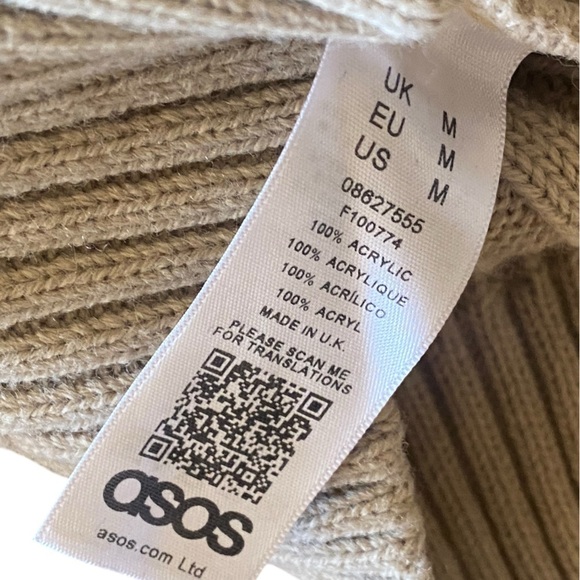 UK M
EU M
US M
08627555
F100774
100% ACRYLIC
100% ACRYLIQUE
100% ACRÍLICO
100% ACRYL
MADE IN U.K.
PLEASE SCAN ME
FOR TRANSLATIONS
asos
asos.com Ltd